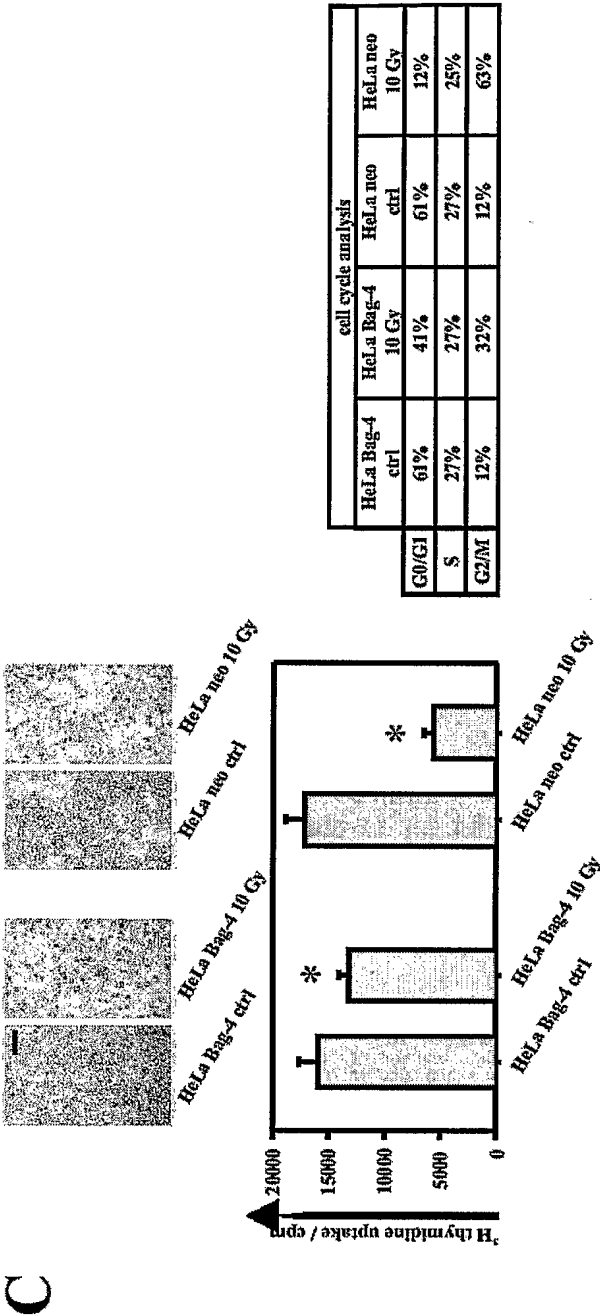 C
HeLa Bag-4 ctrl
HeLa Bag-4 10 Gy
HeLa neo ctrl
HeLa neo 10 Gy
³H thymidine uptake / cpm
20000
15000
10000
5000
0
*
*
HeLa Bag-4 ctrl
HeLa Bag-4 10 Gy
HeLa neo ctrl
HeLa neo 10 Gy
cell cycle analysis
HeLa Bag-4 ctrl HeLa Bag-4 10 Gy HeLa neo ctrl HeLa neo 10 Gy
G0/G1 61% 41% 61% 12%
S 27% 27% 27% 25%
G2/M 12% 32% 12% 63%